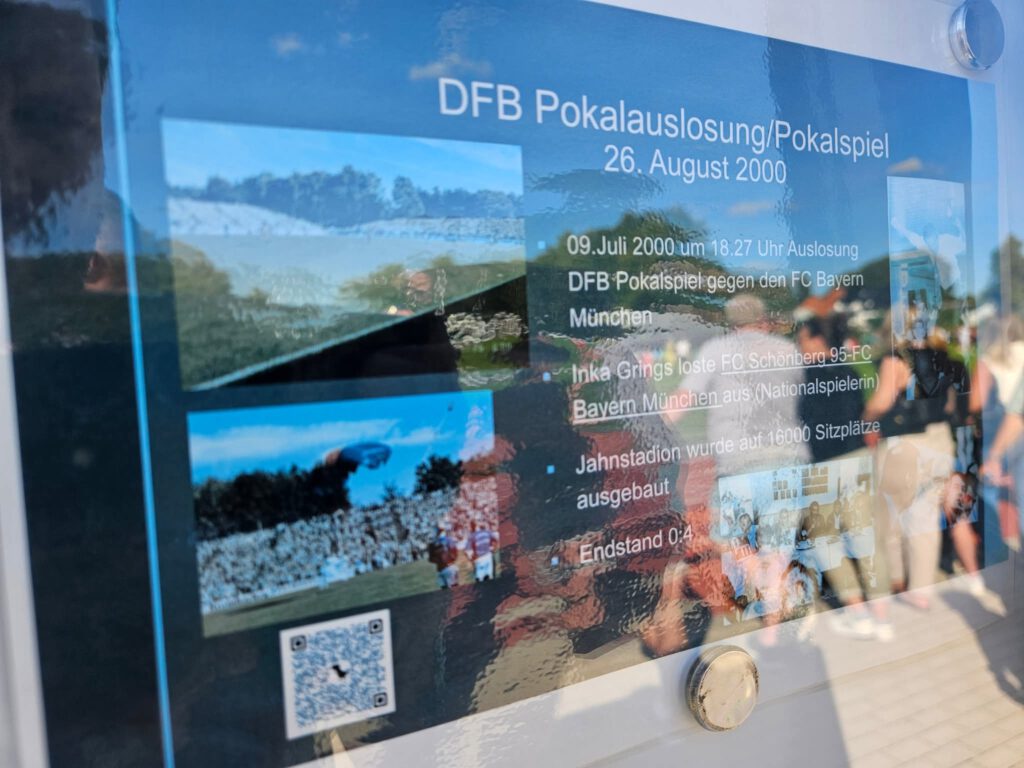 DFB Pokalauslosung/Pokalspiel
26. August 2000
09.Juli 2000 um 18.27 Uhr Auslosung
DFB Pokalspiel gegen den FC Bayern
München
Inka Grings loste FC Schönberg 95-FC
Bayern München aus (Nationalspielerin)
Jahnstadion wurde auf 16000 Sitzplätze
ausgebaut
Endstand 0:4